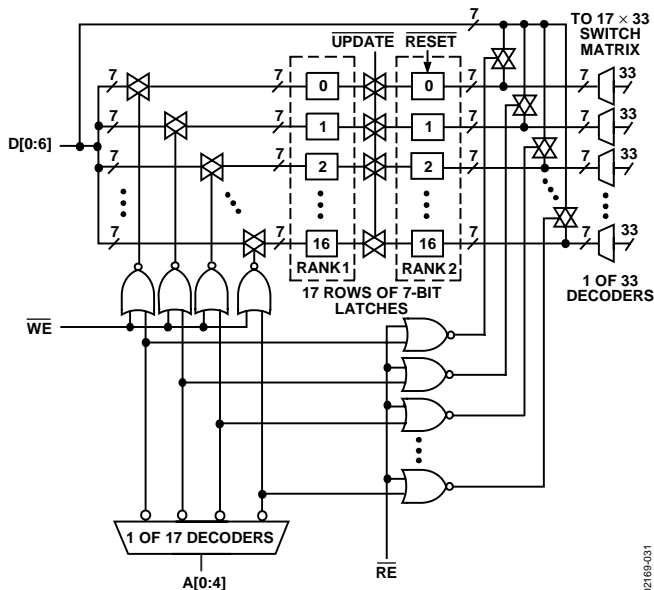 7
TO 17 × 33
SWITCH
MATRIX
UPDATE
RESET
7 7 0 0 7 7 33
7 7 1 1 7 7 33
D[0:6]
7 7 2 2 7 7 33
7 7 16 16 7 7 33
RANK1
RANK2
17 ROWS OF 7-BIT
LATCHES
1 OF 33
DECODERS
WE
1 OF 17 DECODERS
A[0:4]
RE
02169-031